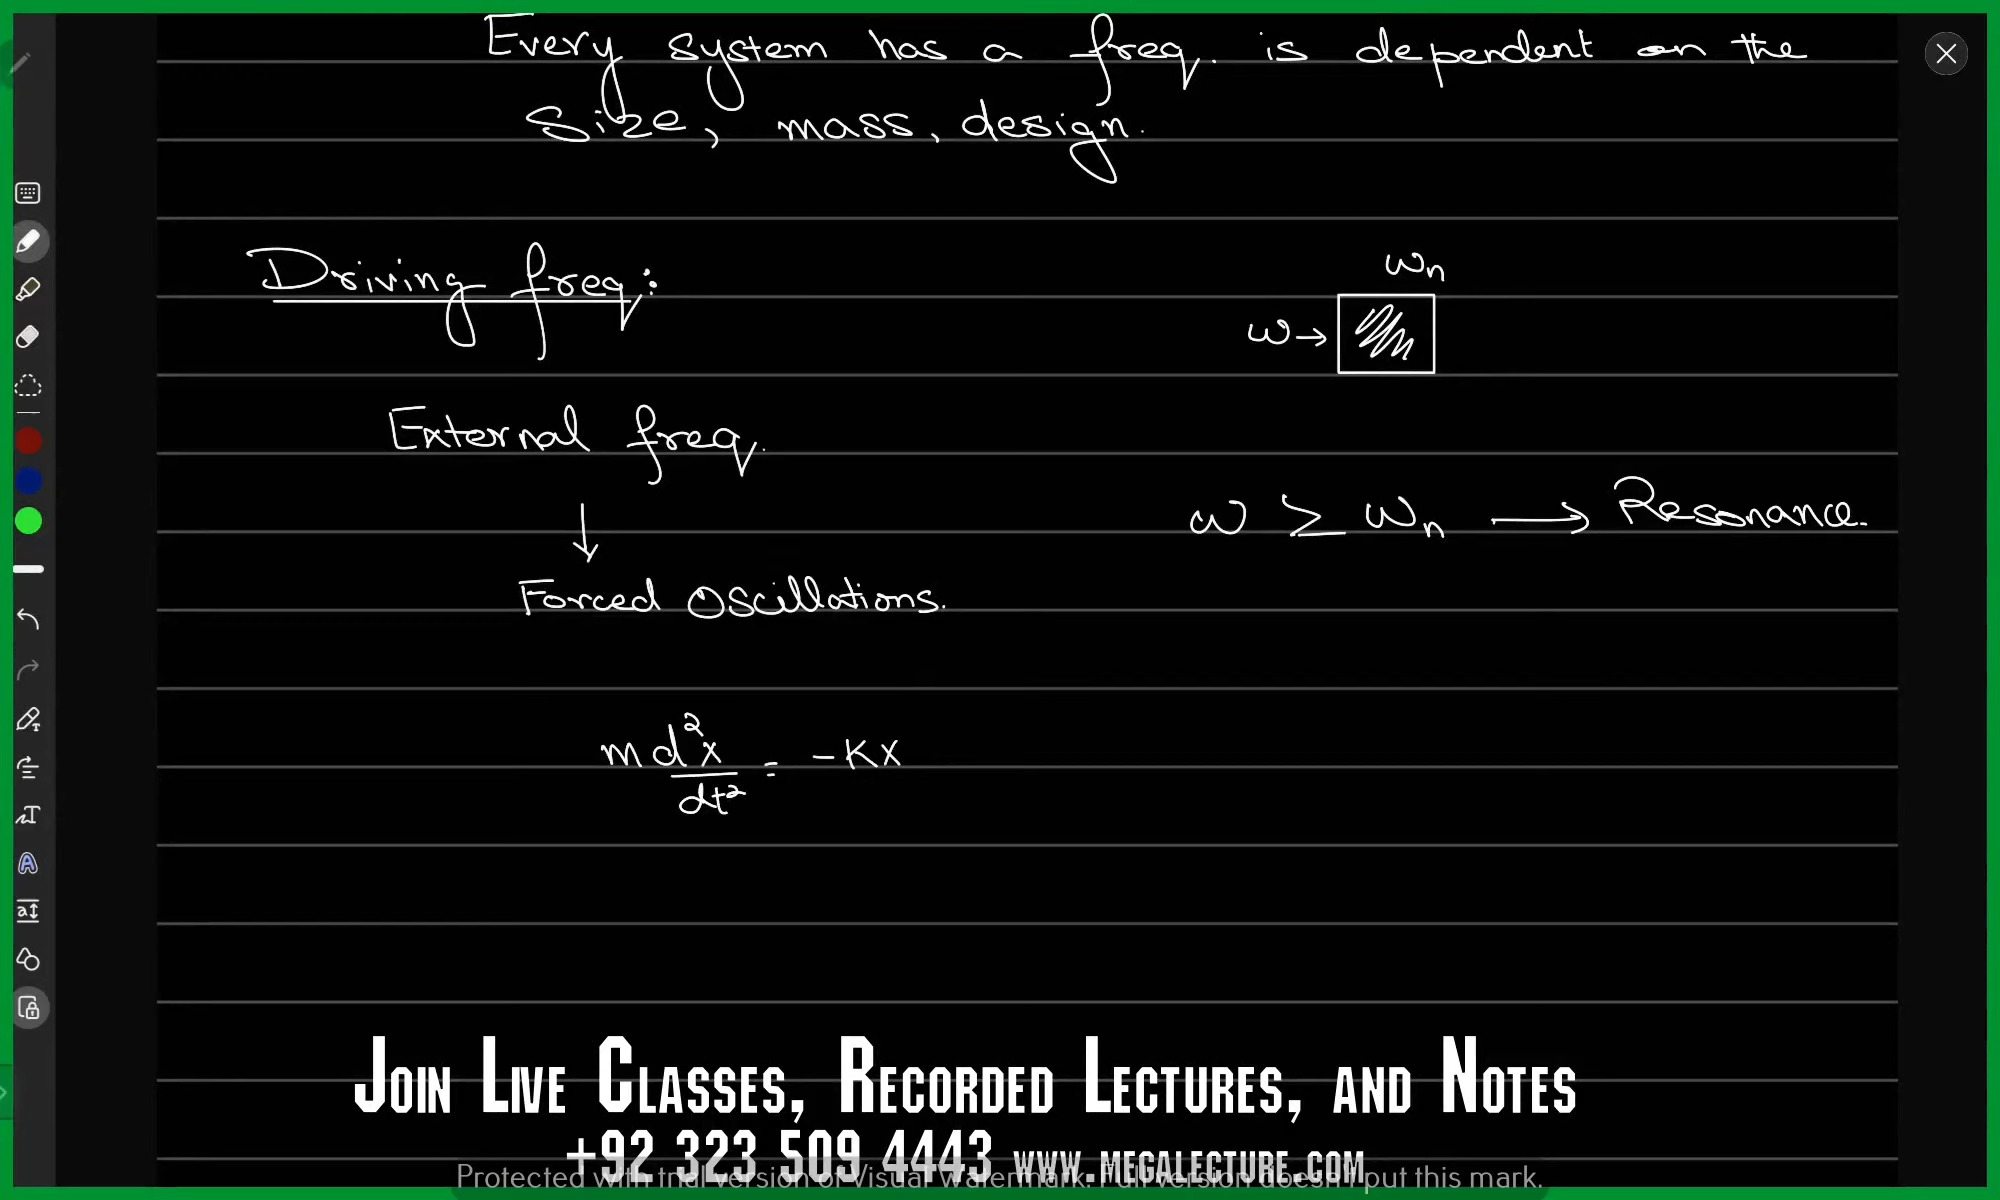 Every system has a freq. is dependent on the
Size, mass, design.
Driving freq:
ωn
ω→
External freq.
ω ≥ ωn → Resonance.
↓
Forced Oscillations.
m d²x/dt² = -Kx
JOIN LIVE CLASSES, RECORDED LECTURES, AND NOTES
+92 323 509 4443 WWW.MEGALECTURE.COM
Protected with trial version of Visual Watermark. Full version doesn't put this mark.